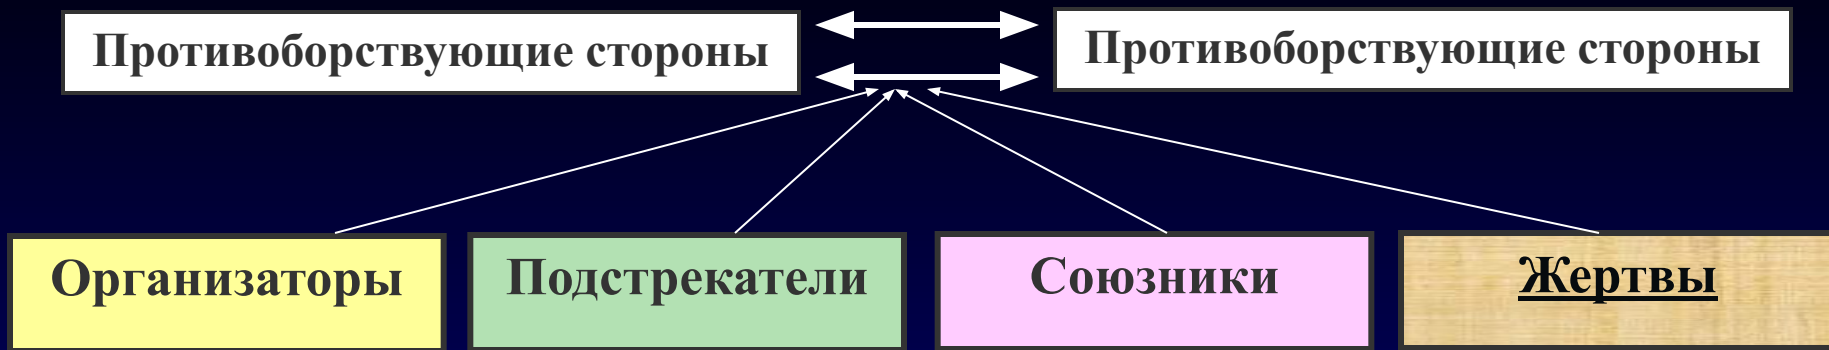 Противоборствующие стороны
Противоборствующие стороны
Организаторы
Подстрекатели
Союзники
Жертвы